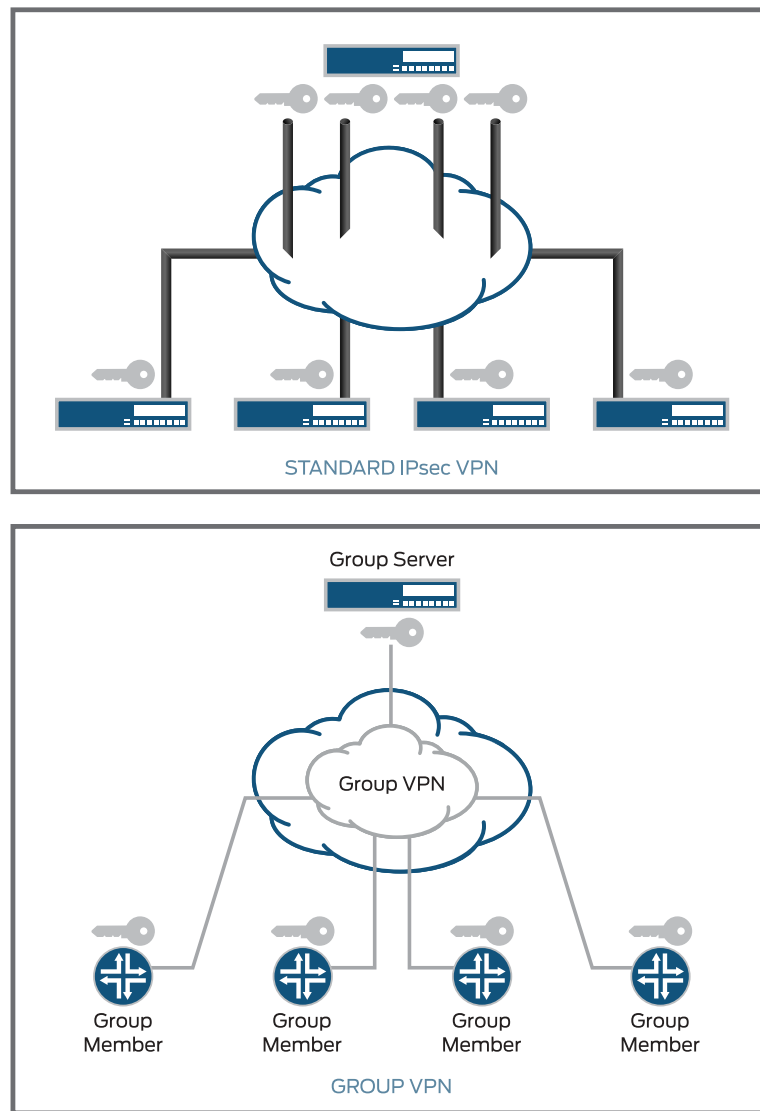 STANDARD IPsec VPN
Group Server
Group VPN
Group
Member
Group
Member
Group
Member
Group
Member
GROUP VPN